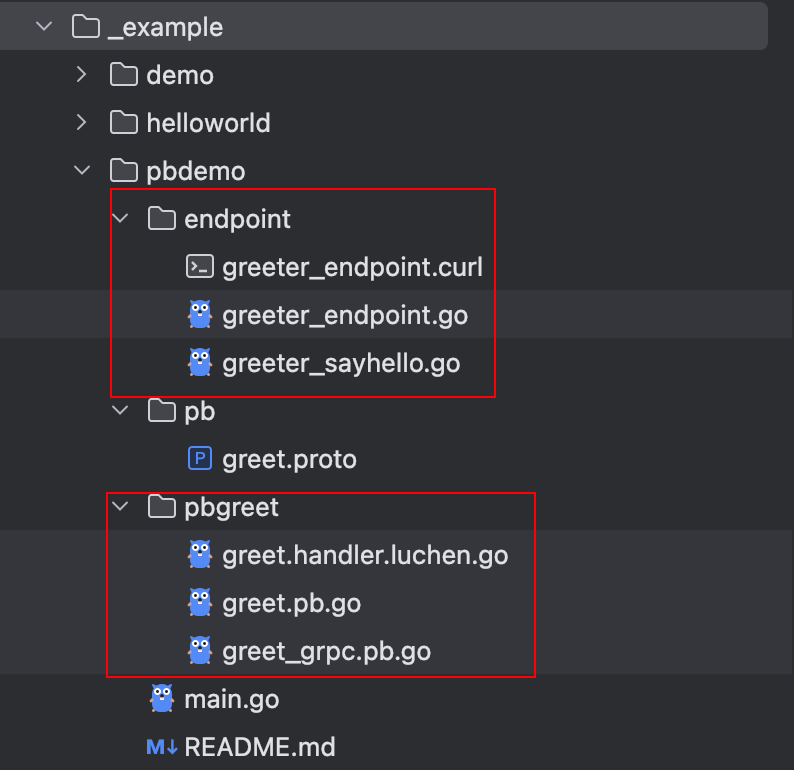 _example
demo
helloworld
pbdemo
endpoint
greeter_endpoint.curl
greeter_endpoint.go
greeter_sayhello.go
pb
P greet.proto
pbgreet
greet.handler.luchen.go
greet.pb.go
greet_grpc.pb.go
main.go
M↓ README.md